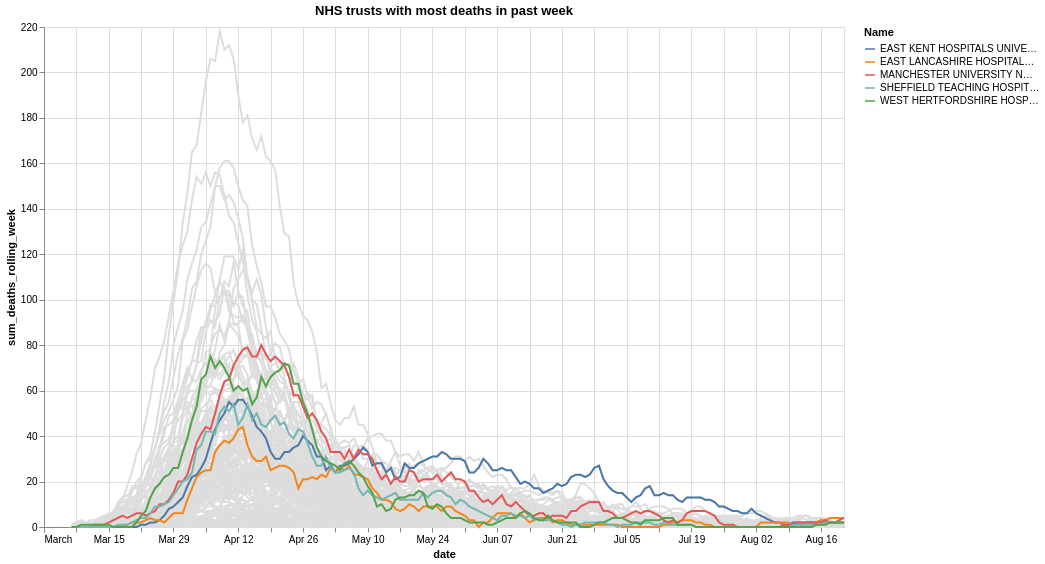 NHS trusts with most deaths in past week
Name
EAST KENT HOSPITALS UNIVE...
EAST LANCASHIRE HOSPITAL...
MANCHESTER UNIVERSITY N...
SHEFFIELD TEACHING HOSPIT...
WEST HERTFORDSHIRE HOSP...
sum_deaths_rolling_week
220
200
180
160
140
120
100
80
60
40
20
0
March Mar 15 Mar 29 Apr 12 Apr 26 May 10 May 24 Jun 07 Jun 21 Jul 05 Jul 19 Aug 02 Aug 16
date